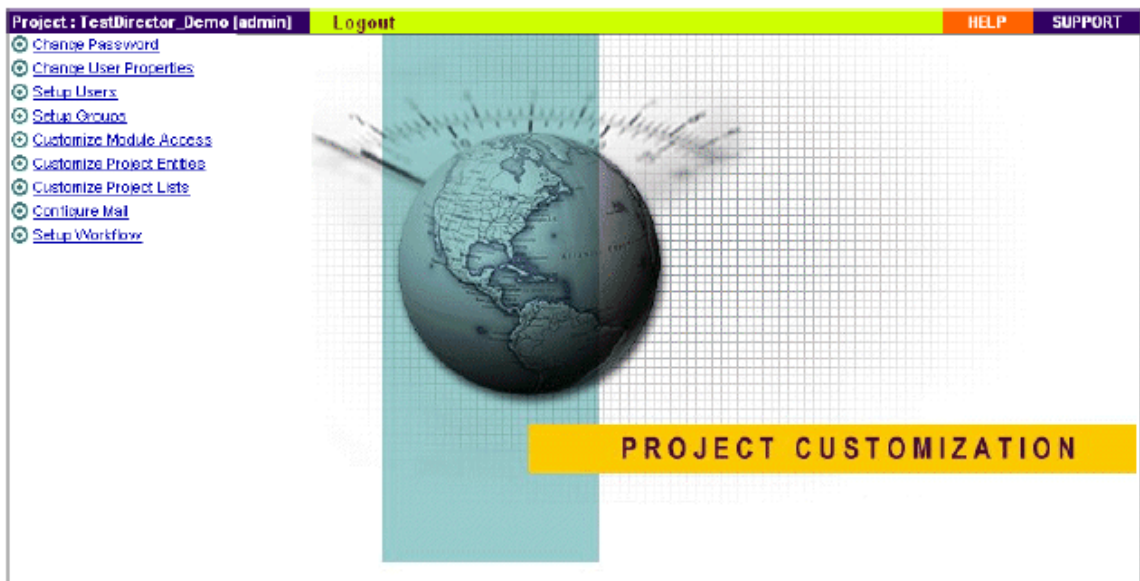 Project : TestDirector_Demo [admin] Logout HELP SUPPORT
Change Password
Change User Properties
Setup Users
Setup Groups
Customize Module Access
Customize Project Entities
Customize Project Lists
Configure Mail
Setup Workflow
PROJECT CUSTOMIZATION